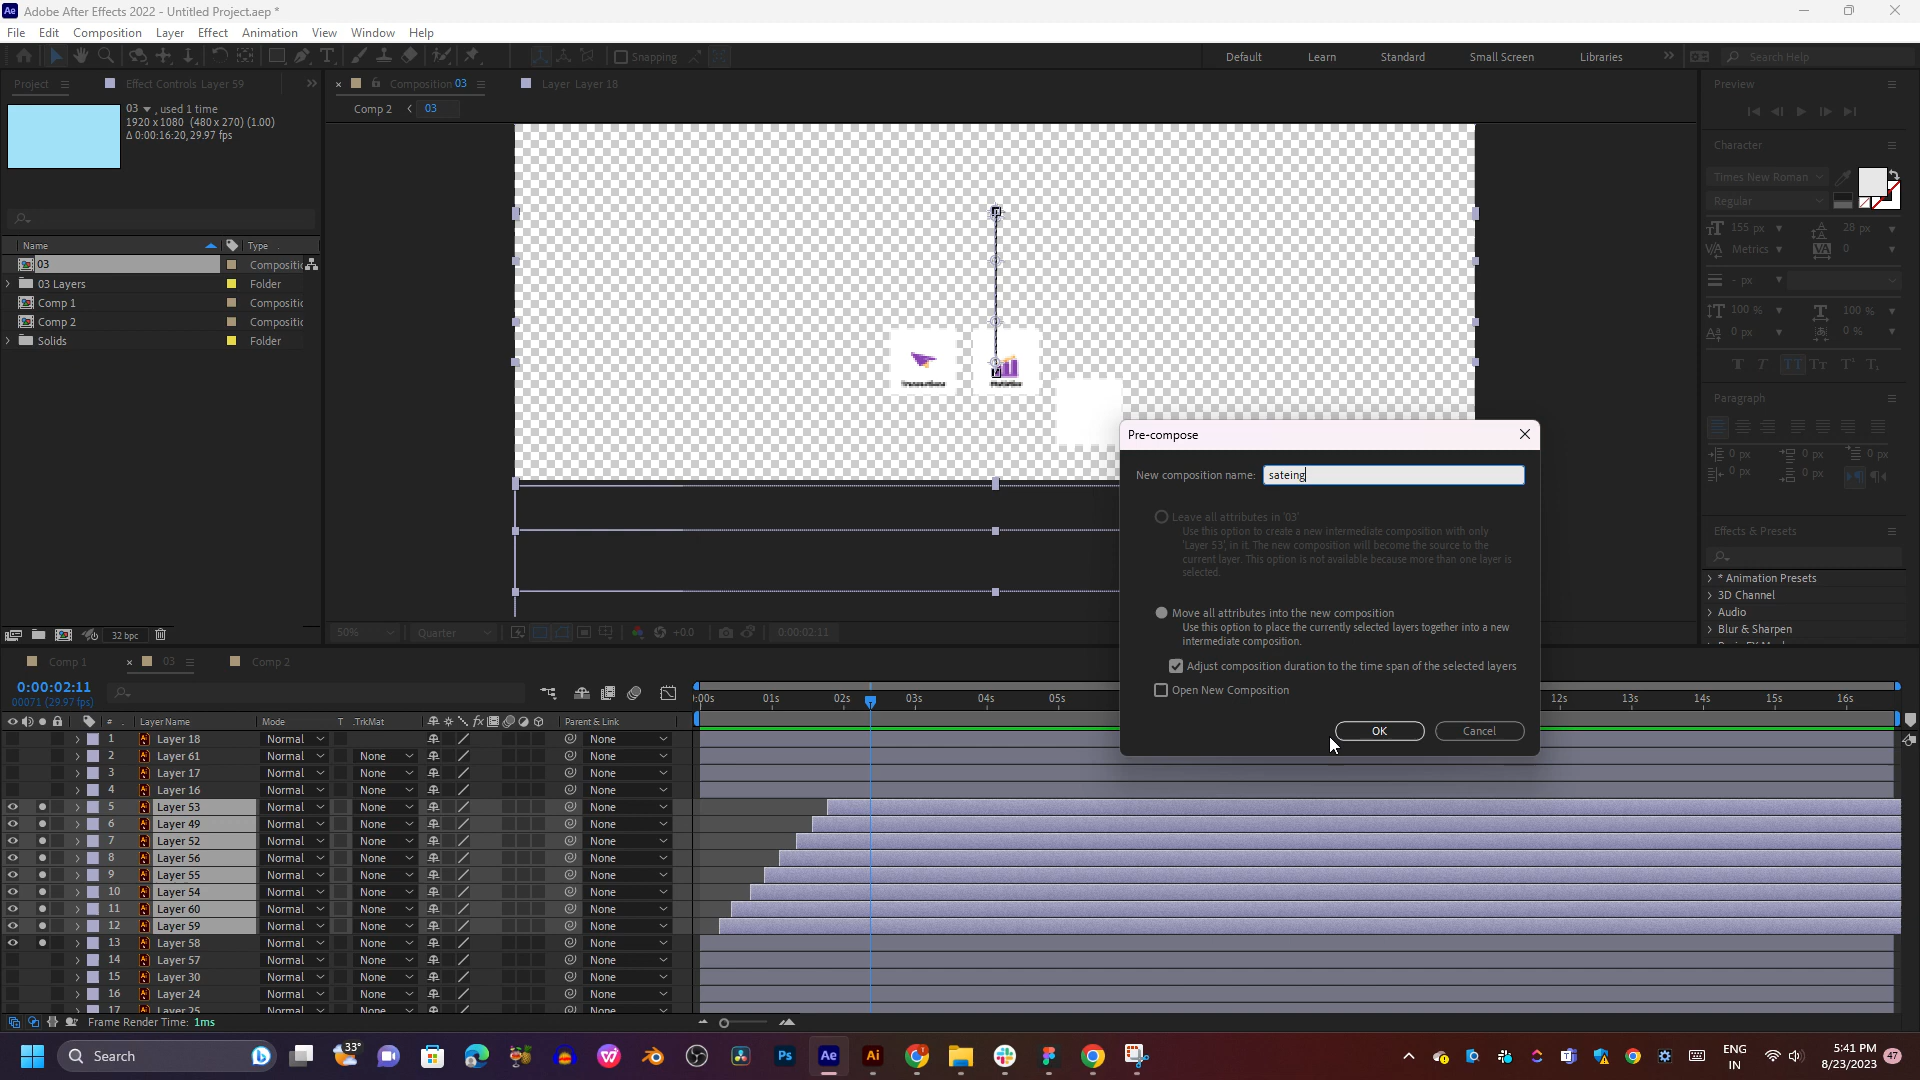 Adobe After Effects 2022 - Untitled Project.aep *
File Edit Composition Layer Effect Animation View Window Help
Snapping Default Learn Standard Small Screen Libraries Search Help
Project Effect Controls Layer 59 Composition 03 Layer Layer 18 Preview
03 , used 1 time
1920 x 1080 (480 x 270) (1.00)
Δ 0:00:16:20, 29.97 fps
Comp 2 03
Character
Times New Roman
Regular
155 px 28 px
Metrics 0
- px
100 % 100 %
0 px 0 %
Name Type
03 Compositi
03 Layers Folder
Comp 1 Compositi
Comp 2 Compositi
Solids Folder
Transactions Statistics
Paragraph
0 px 0 px 0 px
0 px 0 px
Effects & Presets
* Animation Presets
3D Channel
Audio
Blur & Sharpen
Pre-compose
New composition name: sateing
Leave all attributes in '03'
Use this option to create a new intermediate composition with only
'Layer 53' in it. The new composition will become the source to the
current layer. This option is not available because more than one layer is
selected.
Move all attributes into the new composition
Use this option to place the currently selected layers together into a new
intermediate composition.
Adjust composition duration to the time span of the selected layers
Open New Composition
OK Cancel
32 bpc 50% Quarter +0.0 0:00:02:11
Comp 1 03 Comp 2
0:00:02:11
00071 (29.97 fps)
:00s 01s 02s 03s 04s 05s 12s 13s 14s 15s 16s
# Layer Name Mode T .TrkMat Parent & Link
1 Layer 18 Normal None
2 Layer 61 Normal None None
3 Layer 17 Normal None None
4 Layer 16 Normal None None
5 Layer 53 Normal None None
6 Layer 49 Normal None None
7 Layer 52 Normal None None
8 Layer 56 Normal None None
9 Layer 55 Normal None None
10 Layer 54 Normal None None
11 Layer 60 Normal None None
12 Layer 59 Normal None None
13 Layer 58 Normal None None
14 Layer 57 Normal None None
15 Layer 30 Normal None None
16 Layer 24 Normal None None
17 Layer 25 Normal None None
Frame Render Time: 1ms
Search 33° Ps Ae Ai ENG
IN 5:41 PM
8/23/2023 47